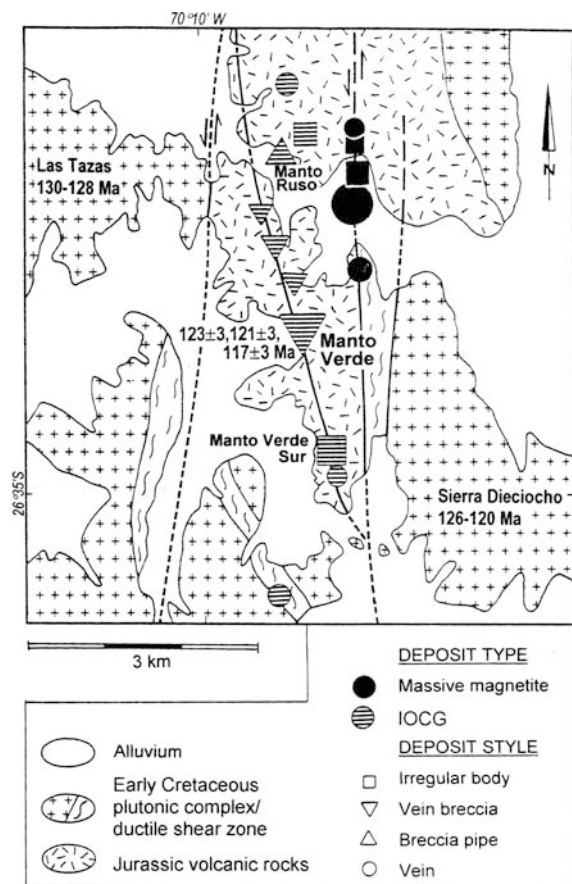 70°10' W
Las Tazas
130-128 Ma
Manto
Ruso
N
123±3,121±3,
117±3 Ma
Manto
Verde
Manto Verde
Sur
26°35'S
Sierra Dieciocho
126-120 Ma
3 km
DEPOSIT TYPE
Massive magnetite
IOCG
DEPOSIT STYLE
Irregular body
Vein breccia
Breccia pipe
Vein
Alluvium
Early Cretaceous
plutonic complex/
ductile shear zone
Jurassic volcanic rocks